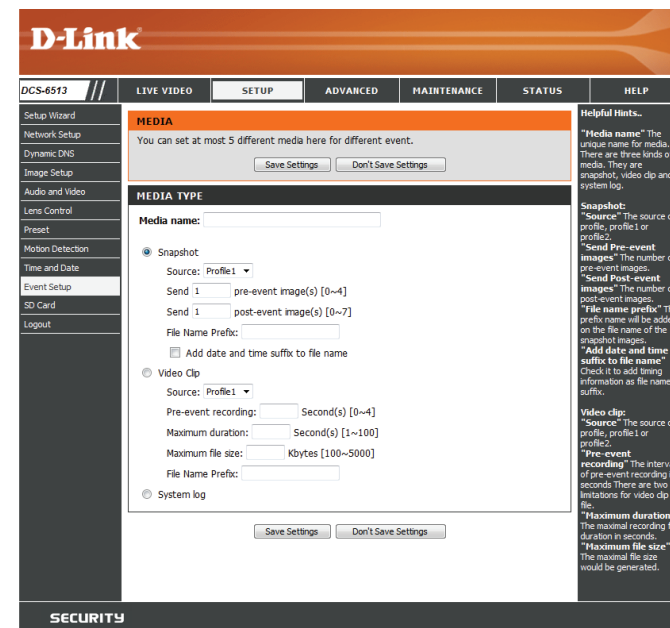 D-Link
DCS-6513
LIVE VIDEO
SETUP
ADVANCED
MAINTENANCE
STATUS
HELP
Setup Wizard
Network Setup
Dynamic DNS
Image Setup
Audio and Video
Lens Control
Preset
Motion Detection
Time and Date
Event Setup
SD Card
Logout
MEDIA
You can set at most 5 different media here for different event.
Save Settings Don't Save Settings
MEDIA TYPE
Media name:
Snapshot
Source: Profile1
Send 1 pre-event image(s) [0~4]
Send 1 post-event image(s) [0~7]
File Name Prefix:
Add date and time suffix to file name
Video Clip
Source: Profile1
Pre-event recording: Second(s) [0~4]
Maximum duration: Second(s) [1~100]
Maximum file size: Kbytes [100~5000]
File Name Prefix:
System log
Save Settings Don't Save Settings
Helpful Hints..
"Media name" The
unique name for media.
There are three kinds
media. They are
snapshot, video clip
system log.
Snapshot:
"Source" The source
profile, profile1 or
profile2.
"Send Pre-event
images" The number
pre-event images.
"Send Post-event
images" The number
post-event images.
"File name prefix"
prefix name will be
on the file name of the
snapshot images.
"Add date and time
suffix to file name"
Check it to add timing
information as file name
suffix.
Video clip:
"Source" The source
profile, profile1 or
profile2.
"Pre-event
recording" The
of pre-event recording
seconds There are two
limitations for video clip
file.
"Maximum duration
The maximal recording
duration in seconds.
"Maximum file size"
The maximal file size
would be generated.
SECURITY